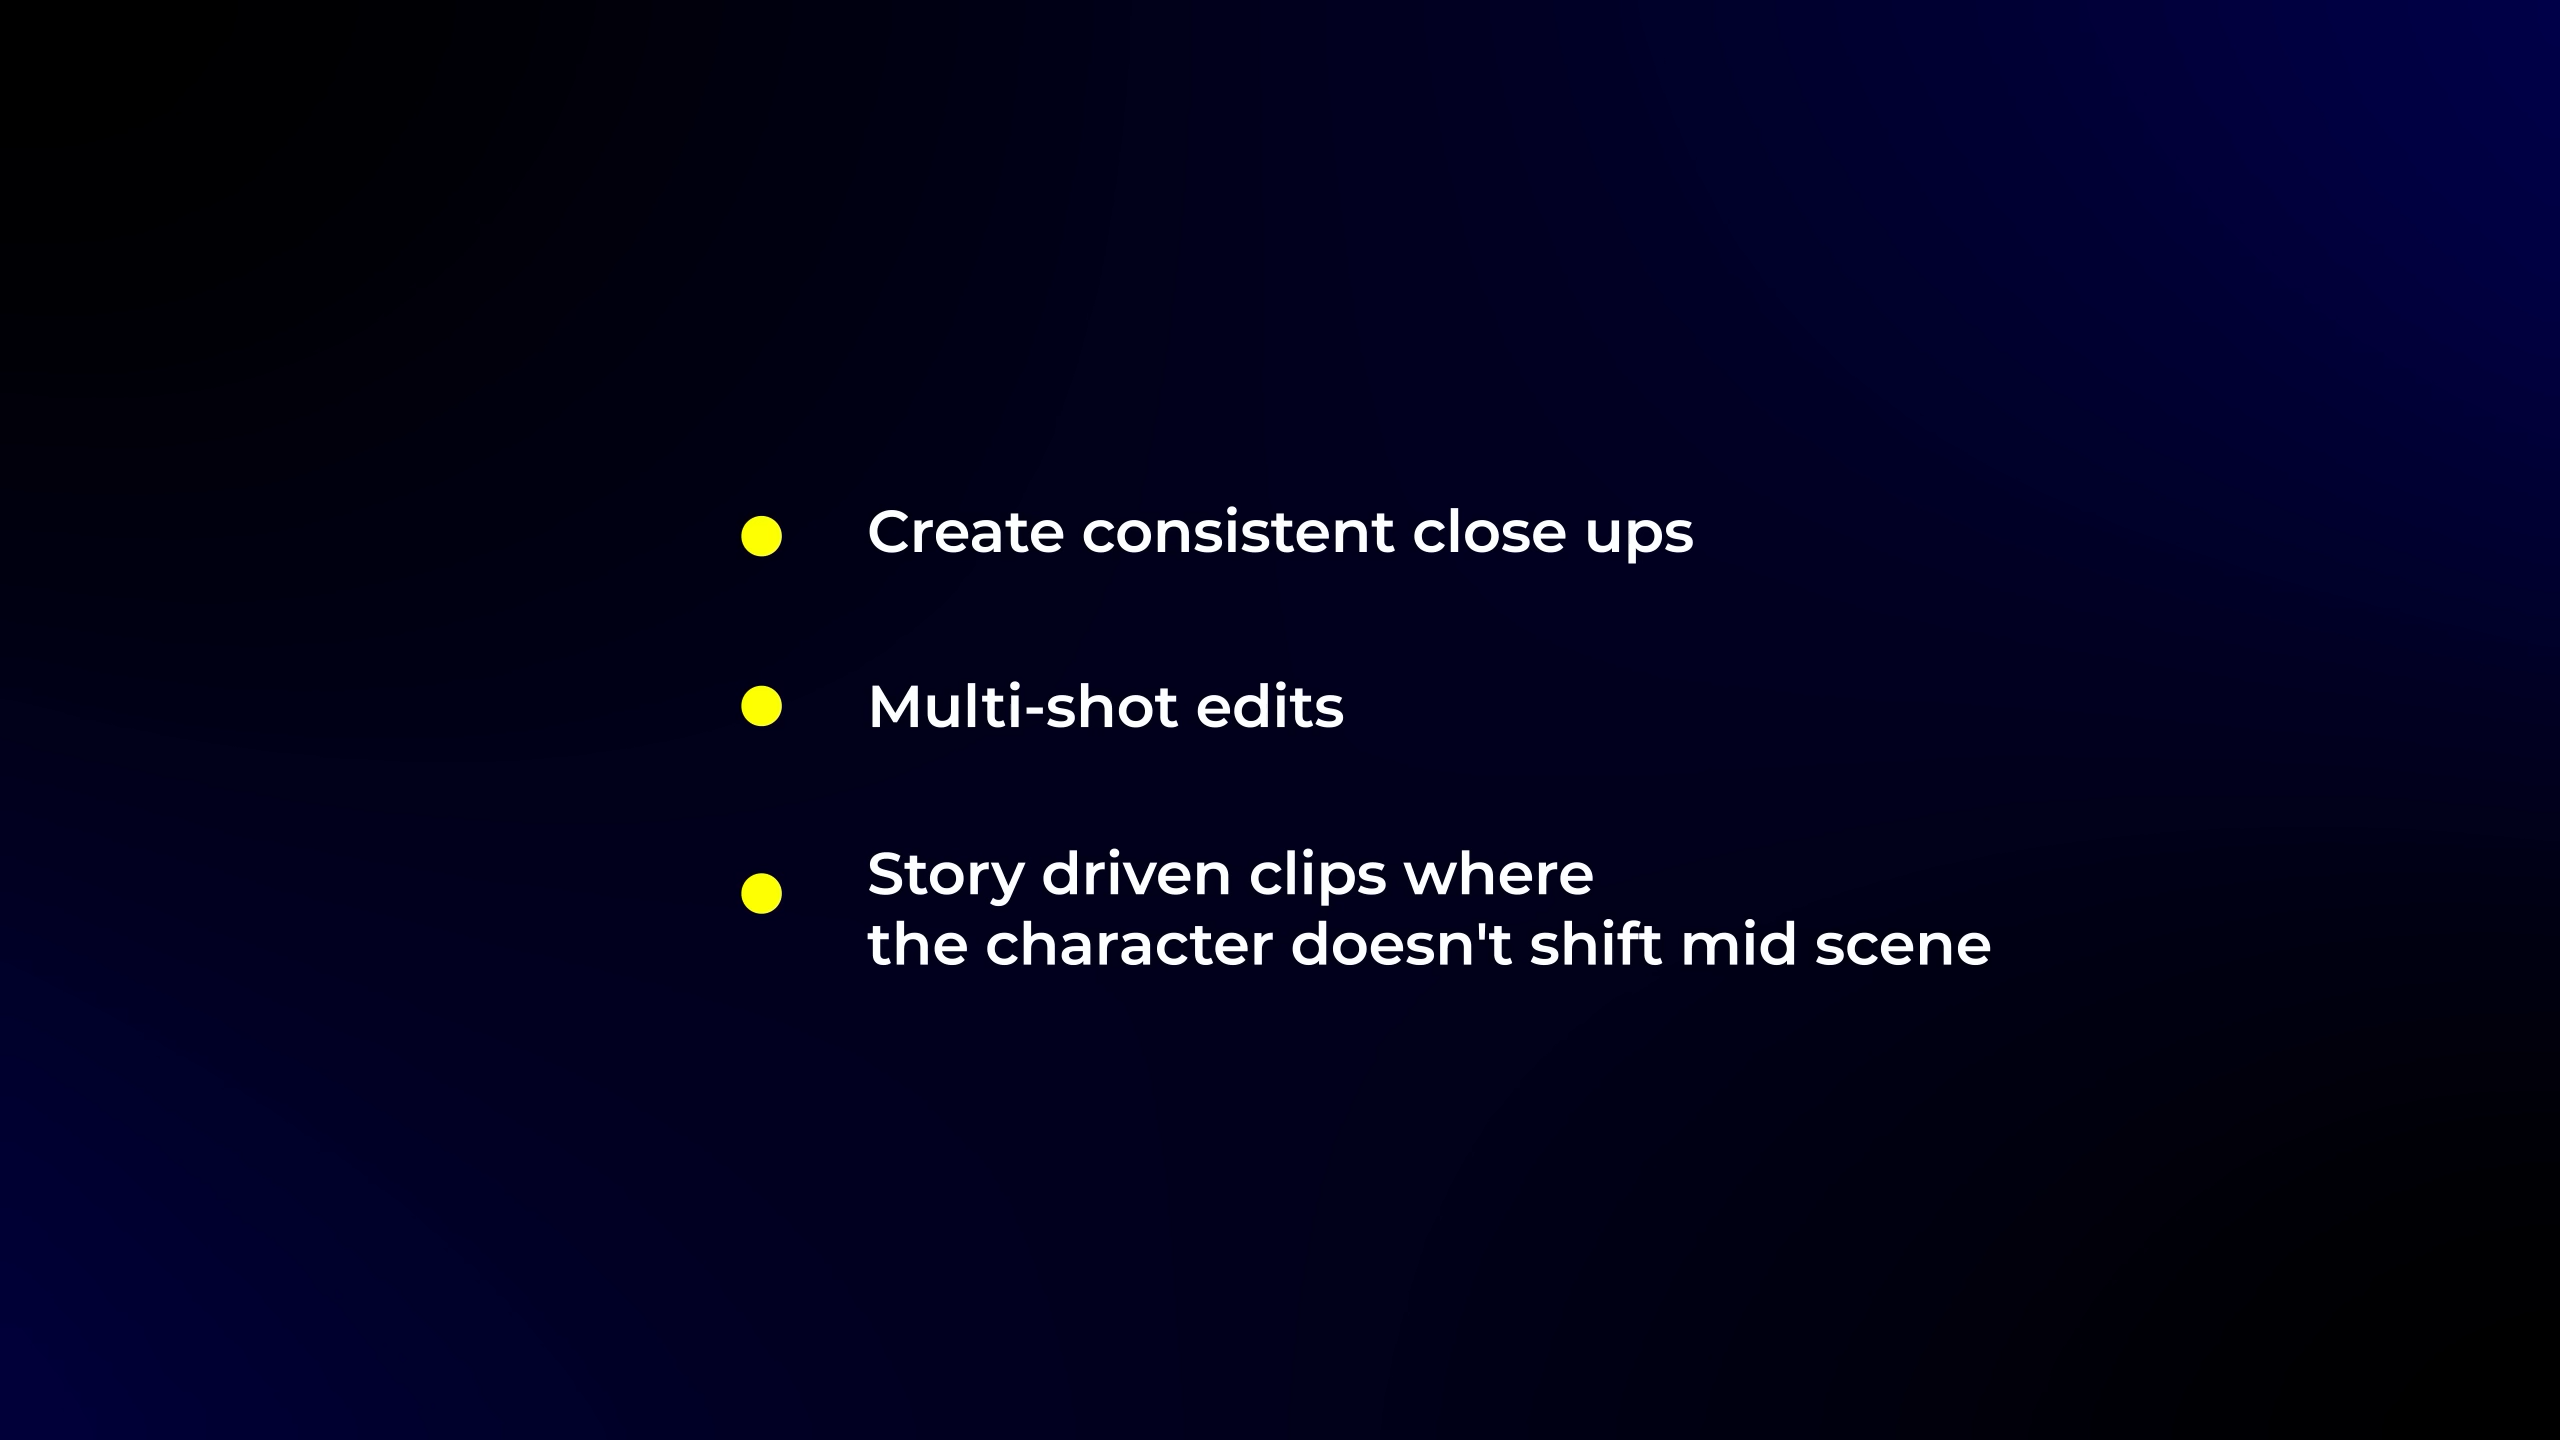 Create consistent close ups
Multi-shot edits
Story driven clips where
the character doesn't shift mid scene